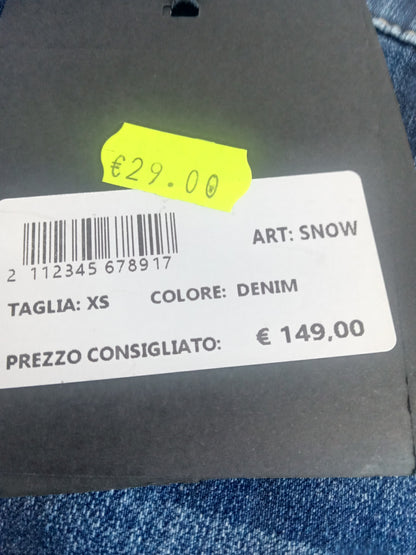 €29.00
ART: SNOW
2 112345 678917
TAGLIA: XS COLORE: DENIM
PREZZO CONSIGLIATO: € 149,00